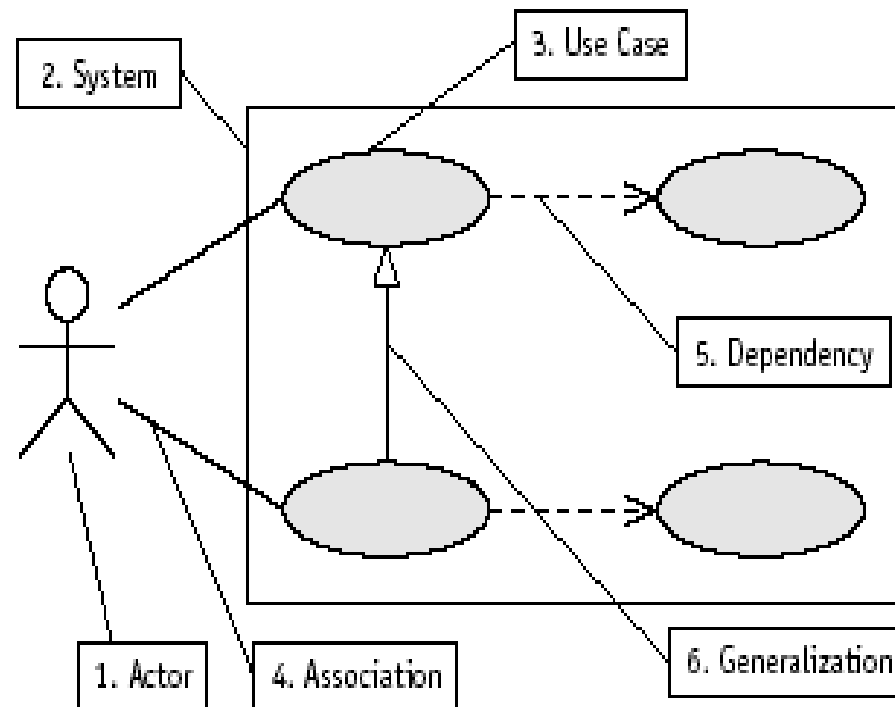 3. Use Case
2. System
5. Dependency
1. Actor
4. Association
6. Generalization